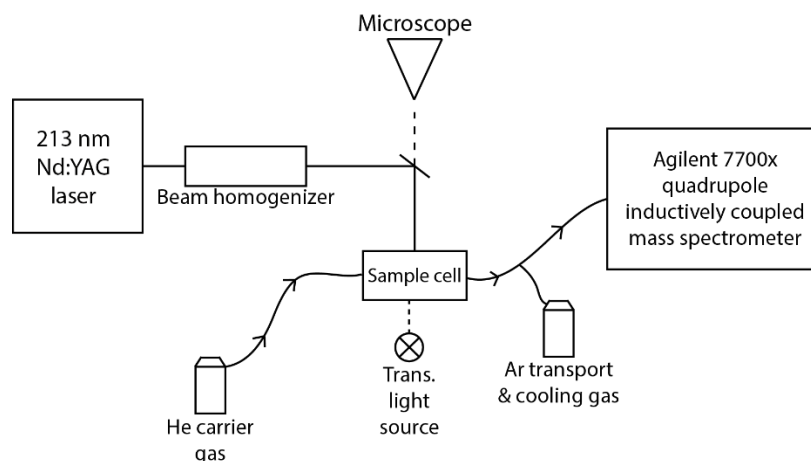 Microscope
213 nm
Nd:YAG
laser
Beam homogenizer
Agilent 7700x
quadrupole
inductively coupled
mass spectrometer
Sample cell
He carrier
gas
Trans.
light
source
Ar transport
& cooling gas